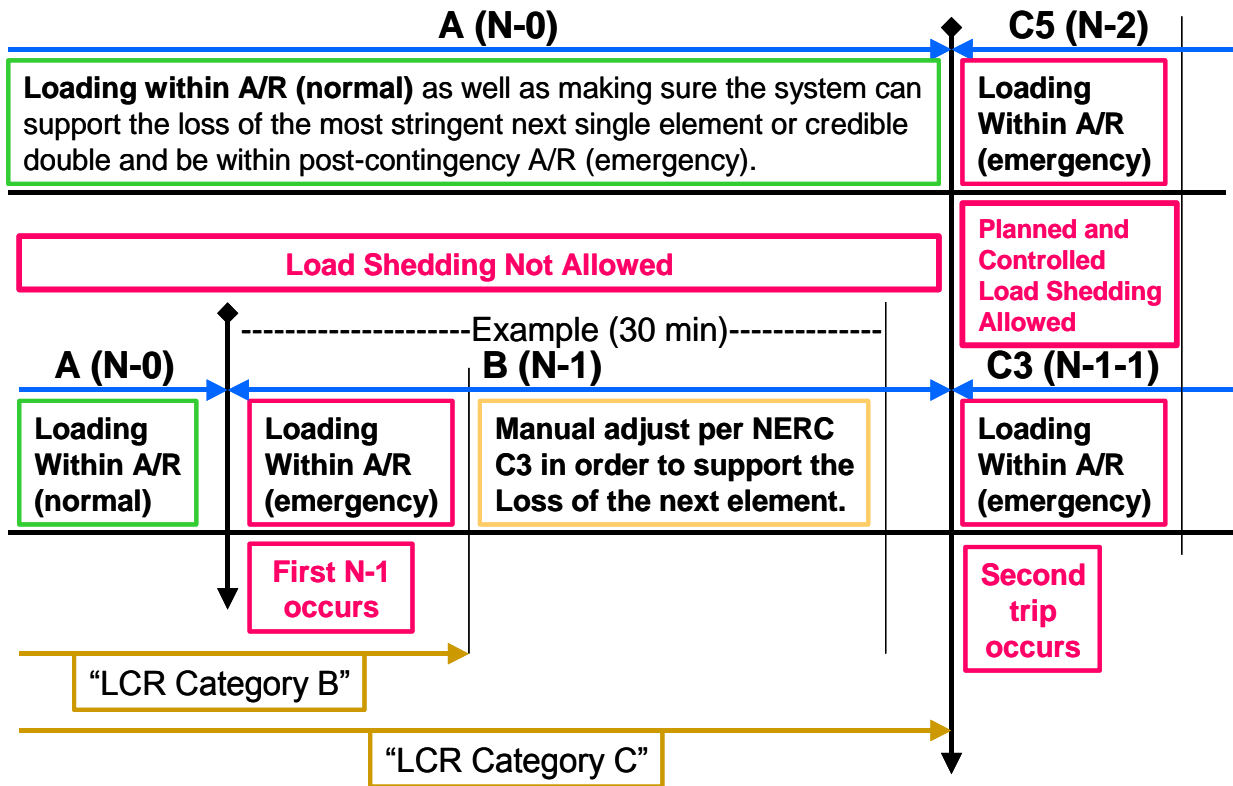 A (N-0)
C5 (N-2)
Loading within A/R (normal) as well as making sure the system can
support the loss of the most stringent next single element or credible
double and be within post-contingency A/R (emergency).
Loading
Within A/R
(emergency)
Load Shedding Not Allowed
Planned and
Controlled
Load Shedding
Allowed
---------------------Example (30 min)--------------
A (N-0)
B (N-1)
C3 (N-1-1)
Loading
Within A/R
(normal)
Loading
Within A/R
(emergency)
Manual adjust per NERC
C3 in order to support the
Loss of the next element.
Loading
Within A/R
(emergency)
First N-1
occurs
Second
trip
occurs
“LCR Category B”
“LCR Category C”